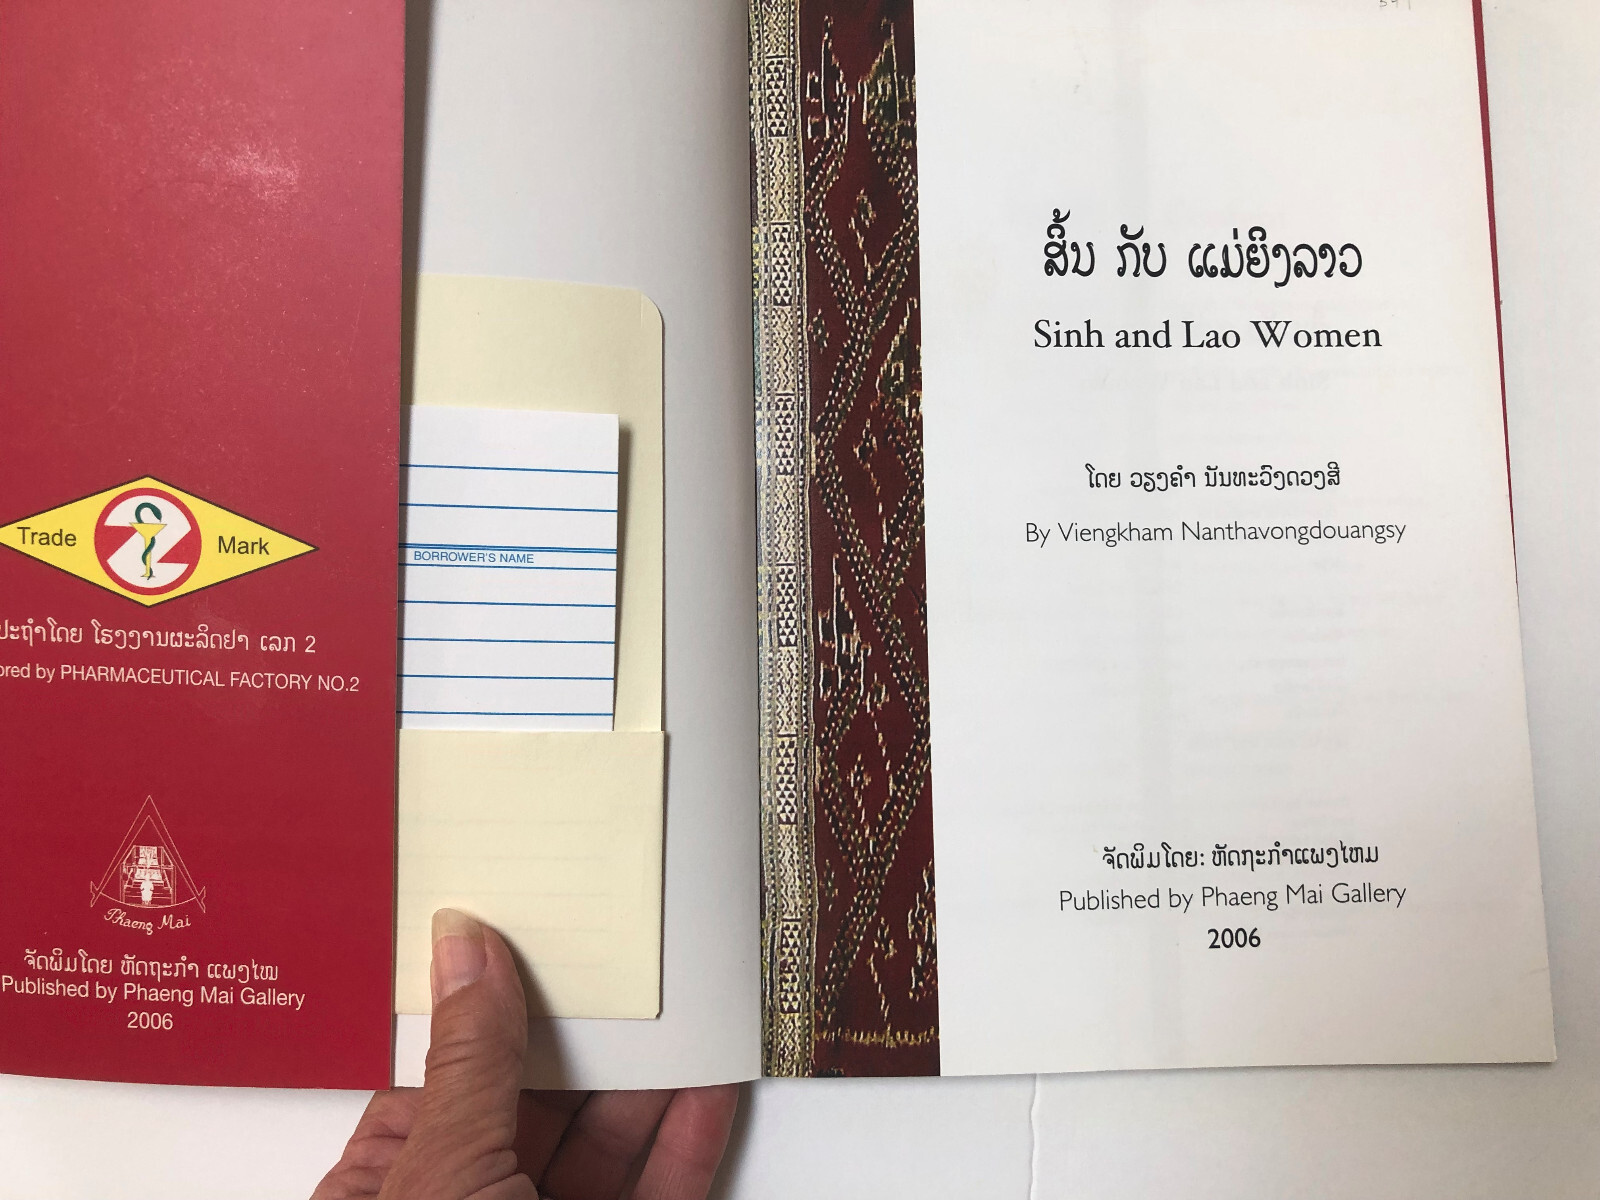 Trade Mark
ປະຖຳໂດຍ ໂຮງງານຜະລິດຢາ ເລກ 2
ored by PHARMACEUTICAL FACTORY NO.2
Phaeng Mai
ຈັດພິມໂດຍ ຫັດຖະກຳ ແພງໄໝ
Published by Phaeng Mai Gallery
2006
BORROWER'S NAME
ສິ້ນ ກັບ ແມ່ຍິງລາວ
Sinh and Lao Women
ໂດຍ ວຽງຄຳ ນັນທະວົງດວງສີ
By Viengkham Nanthavongdouangsy
ຈັດພິມໂດຍ: ຫັດຖະກຳແພງໄຫມ
Published by Phaeng Mai Gallery
2006